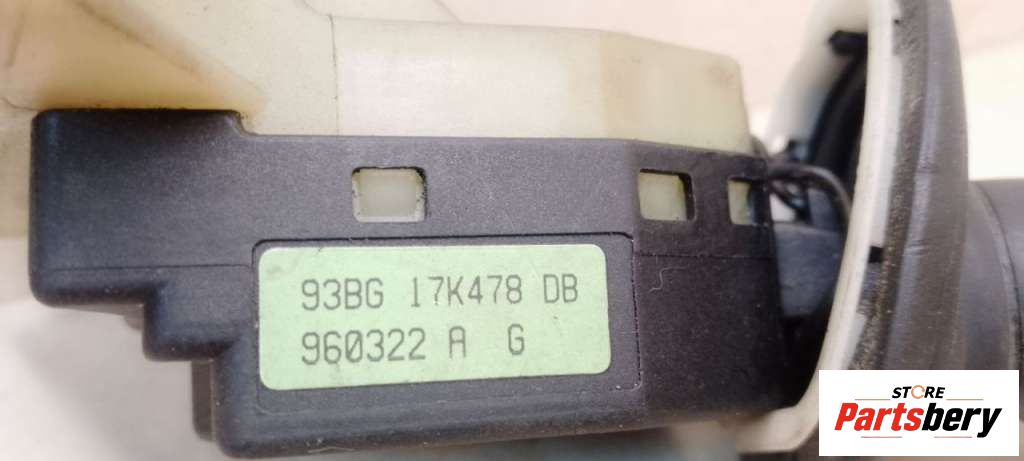 93BG 17K478 DB
960322 A G
STORE
Partsbery